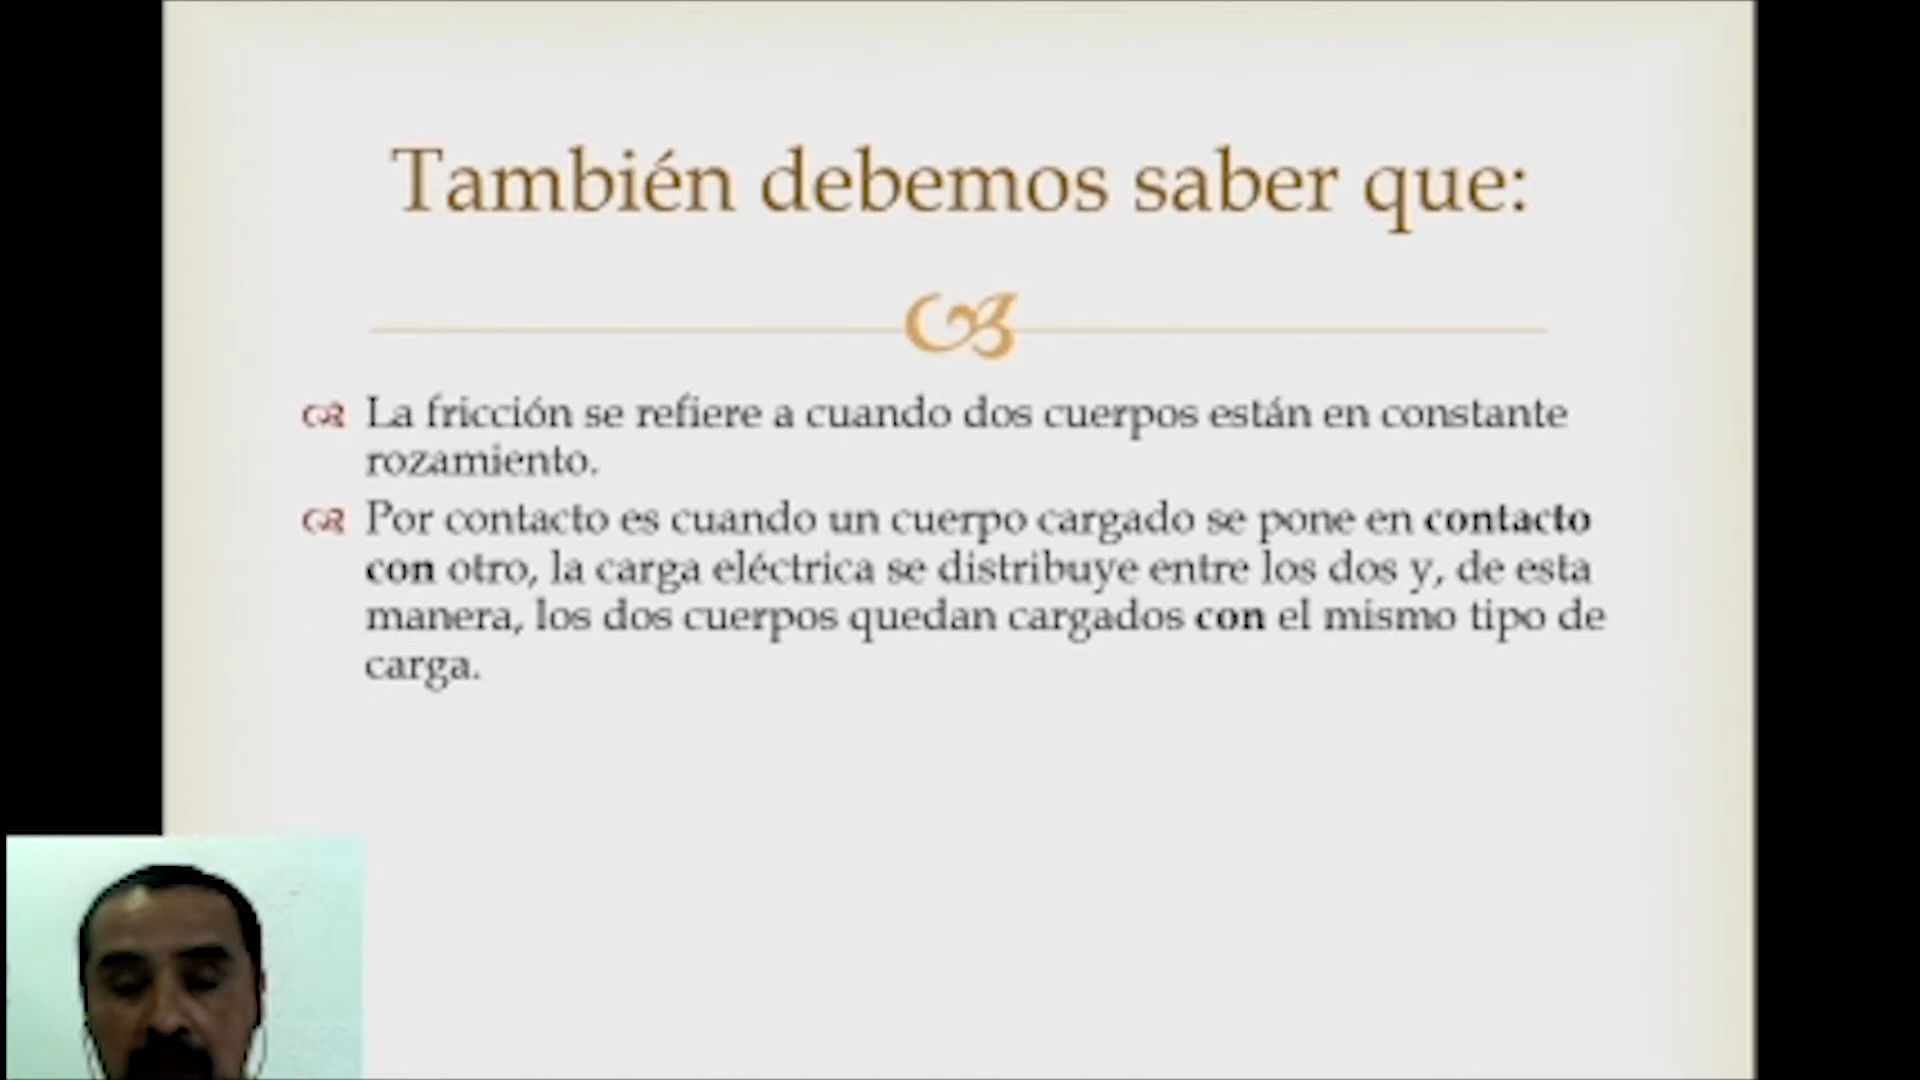 También debemos saber que:
La fricción se refiere a cuando dos cuerpos están en constante
rozamiento.
Por contacto es cuando un cuerpo cargado se pone en contacto
con otro, la carga eléctrica se distribuye entre los dos y, de esta
manera, los dos cuerpos quedan cargados con el mismo tipo de
carga.